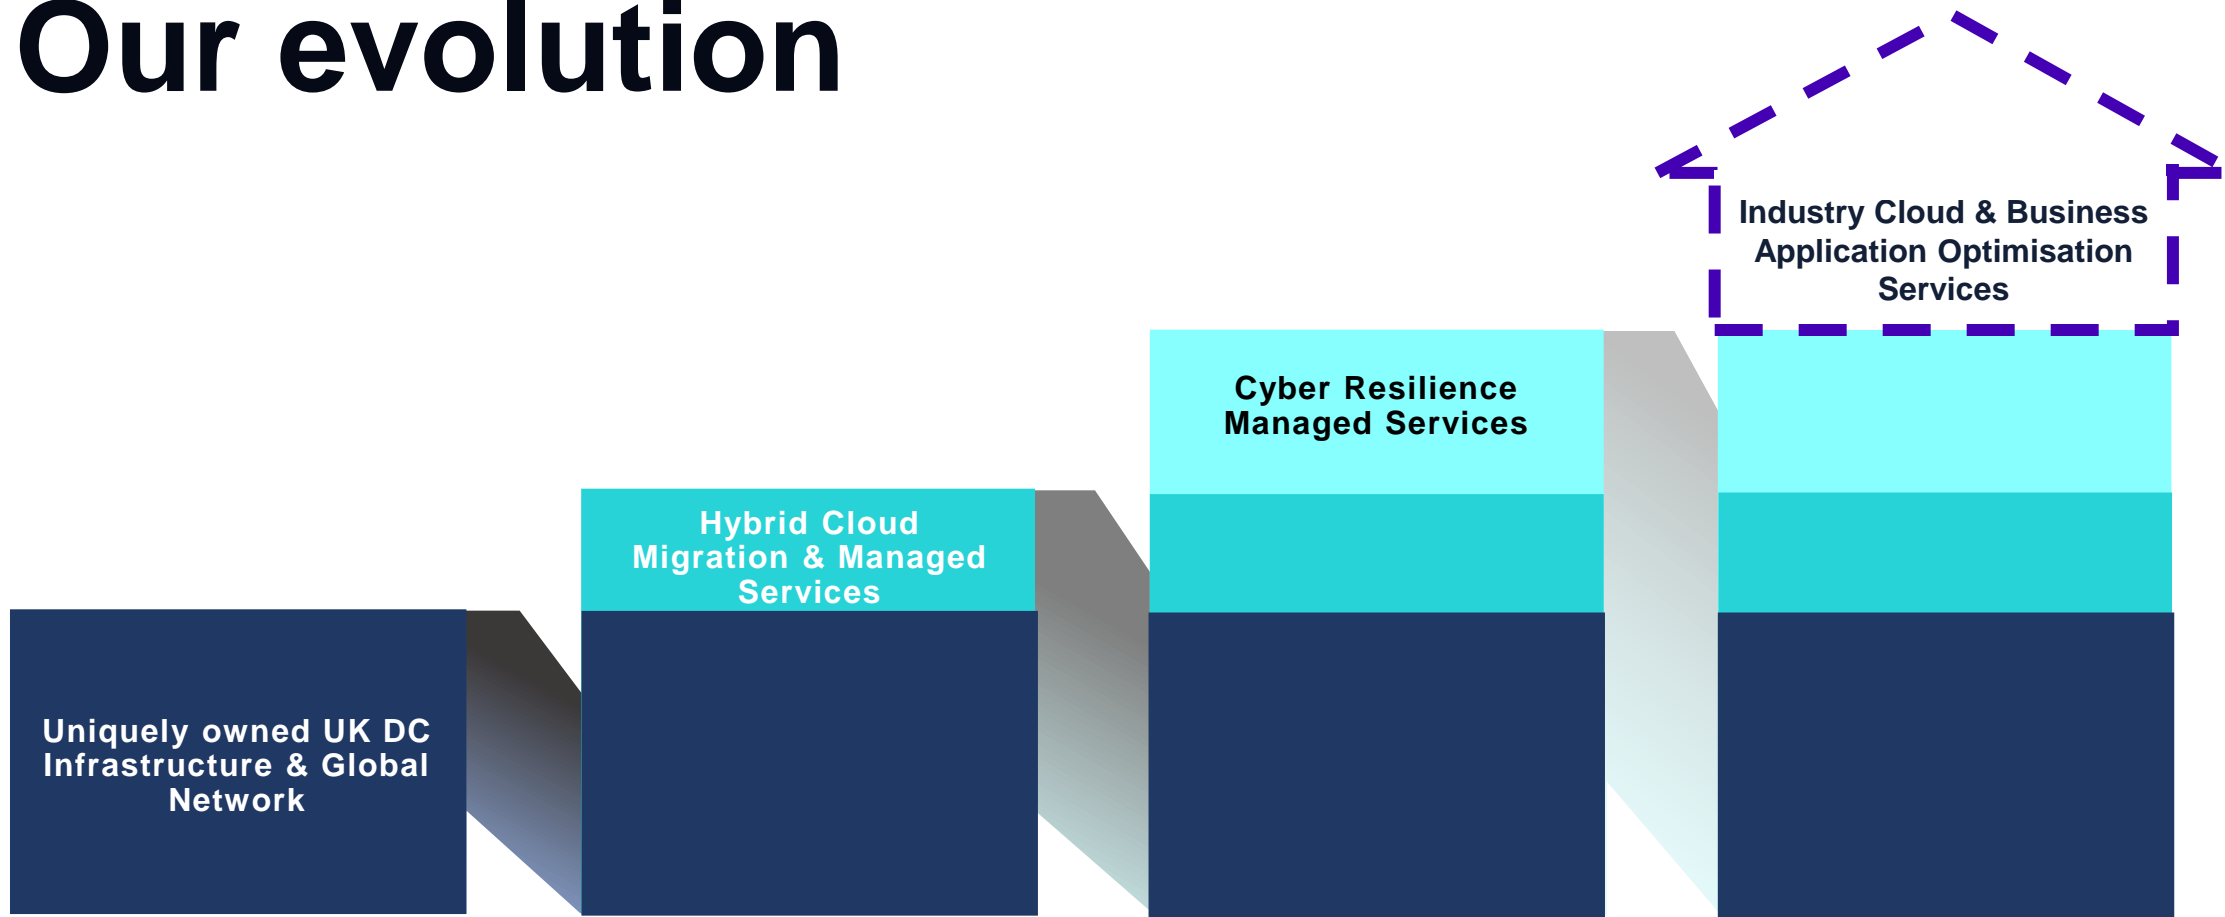 Our evolution
Industry Cloud & Business
Application Optimisation
Services
Cyber Resilience
Managed Services
Hybrid Cloud
Migration & Managed
Services
Uniquely owned UK DC
Infrastructure & Global
Network